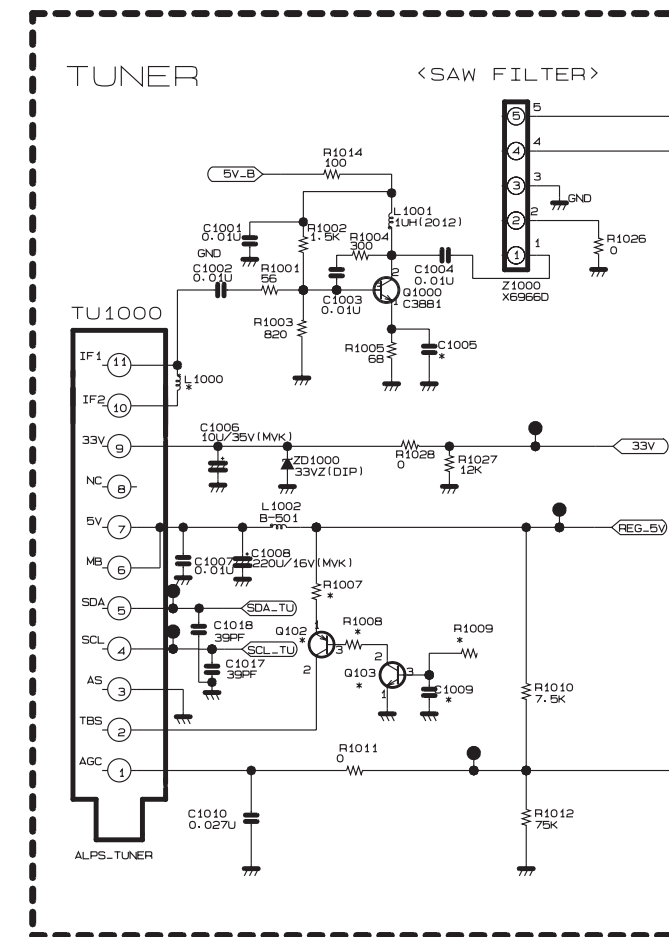 TUNER
<SAW FILTER>
5
5
4
4
3
3
GND
2
2
1
1
Z1000
X6966D
R1026
0
R1014
100
5V_B
L1001
1UH(2012)
C1001
0.01U
GND
R1002
1.5K
R1004
300
C1002
0.01U
R1001
56
C1003
0.01U
2
3
1
Q1000
C3881
C1004
0.01U
R1003
820
R1005
68
C1005
*
TU1000
IF1
11
L1000
*
IF2
10
33V
9
C1006
10U/35V(MVK)
+
ZD1000
33VZ(DIP)
R1028
0
R1027
12K
33V
NC
8
L1002
B-501
5V
7
REG_5V
MB
6
C1007
0.01U
+
C1008
220U/16V(MVK)
R1007
*
SDA
5
SDA_TU
C1018
39PF
SCL
4
SCL_TU
C1017
39PF
Q102
*
1
3
2
R1008
*
R1009
*
2
Q103
*
3
1
C1009
*
AS
3
TBS
2
R1010
7.5K
AGC
1
R1011
0
C1010
0.027U
R1012
75K
ALPS_TUNER